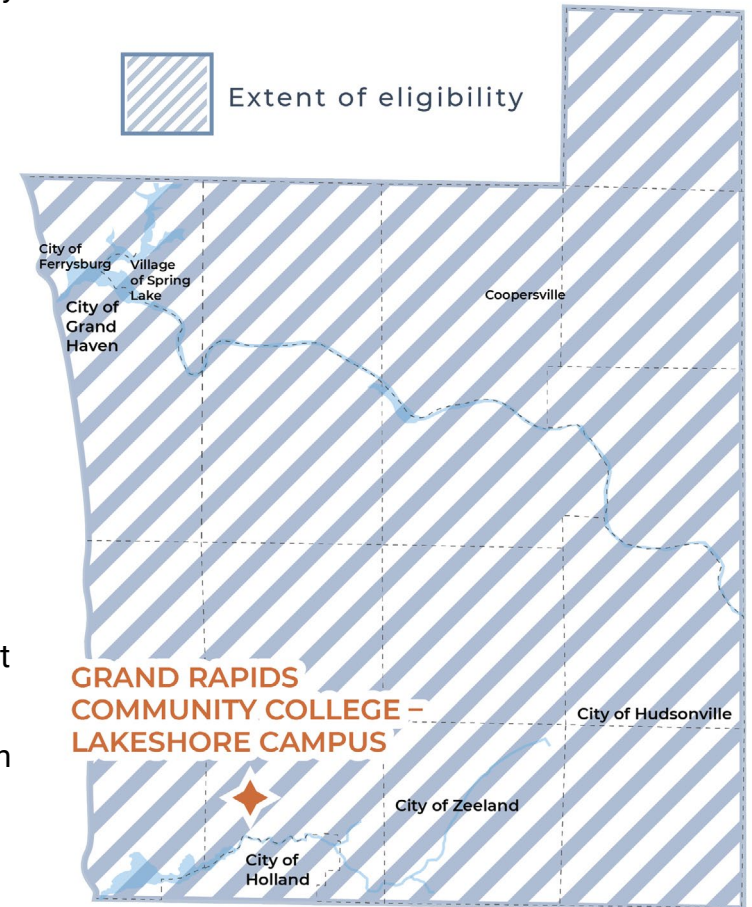 y
Extent of eligibility
City of
Ferrysburg
Village
of Spring
Lake
City of
Grand
Haven
Coopersville
t
GRAND RAPIDS
COMMUNITY COLLEGE –
LAKESHORE CAMPUS
City of Hudsonville
n
City of Zeeland
City of
Holland